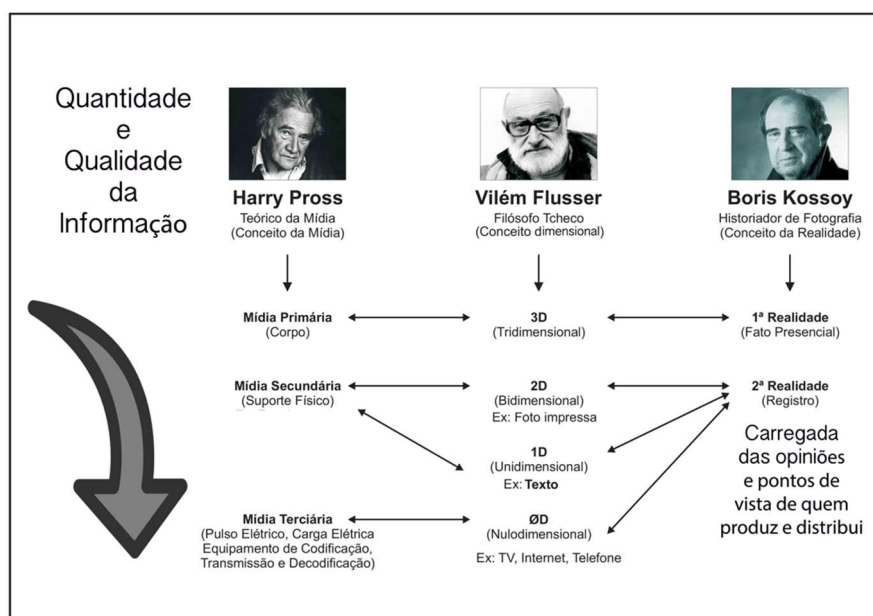 Quantidade
e
Qualidade
da
Informação
Harry Pross
Teórico da Mídia
(Conceito da Mídia)
Vilém Flusser
Filósofo Tcheco
(Conceito dimensional)
Boris Kossoy
Historiador de Fotografia
(Conceito da Realidade)
Mídia Primária
(Corpo)
3D
(Tridimensional)
1ª Realidade
(Fato Presencial)
Mídia Secundária
(Suporte Físico)
2D
(Bidimensional)
Ex: Foto impressa
2ª Realidade
(Registro)
1D
(Unidimensional)
Ex: Texto
Carregada
das opiniões
e pontos de
vista de quem
produz e distribui
Mídia Terciária
(Pulso Elétrico, Carga Elétrica
Equipamento de Codificação,
Transmissão e Decodificação)
ØD
(Nulodimensional)
Ex: TV, Internet, Telefone